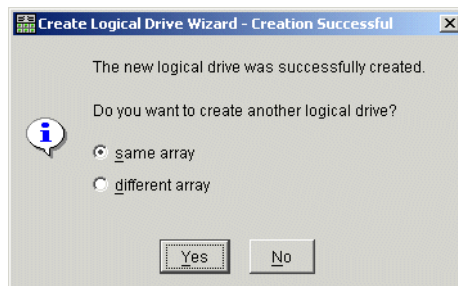 Create Logical Drive Wizard - Creation Successful
The new logical drive was successfully created.
Do you want to create another logical drive?
same array
different array
Yes No